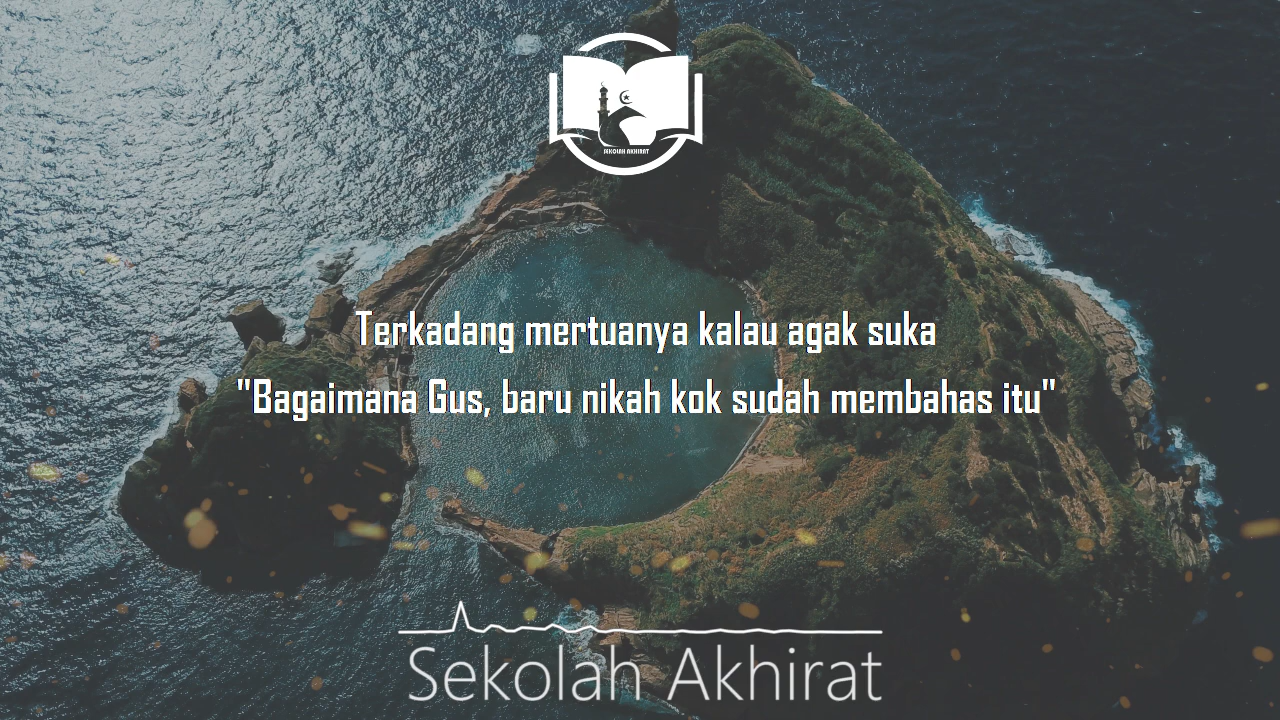 SEKOLAH AKHIRAT
Terkadang mertuanya kalau agak suka
"Bagaimana Gus, baru nikah kok sudah membahas itu"
Sekolah Akhirat